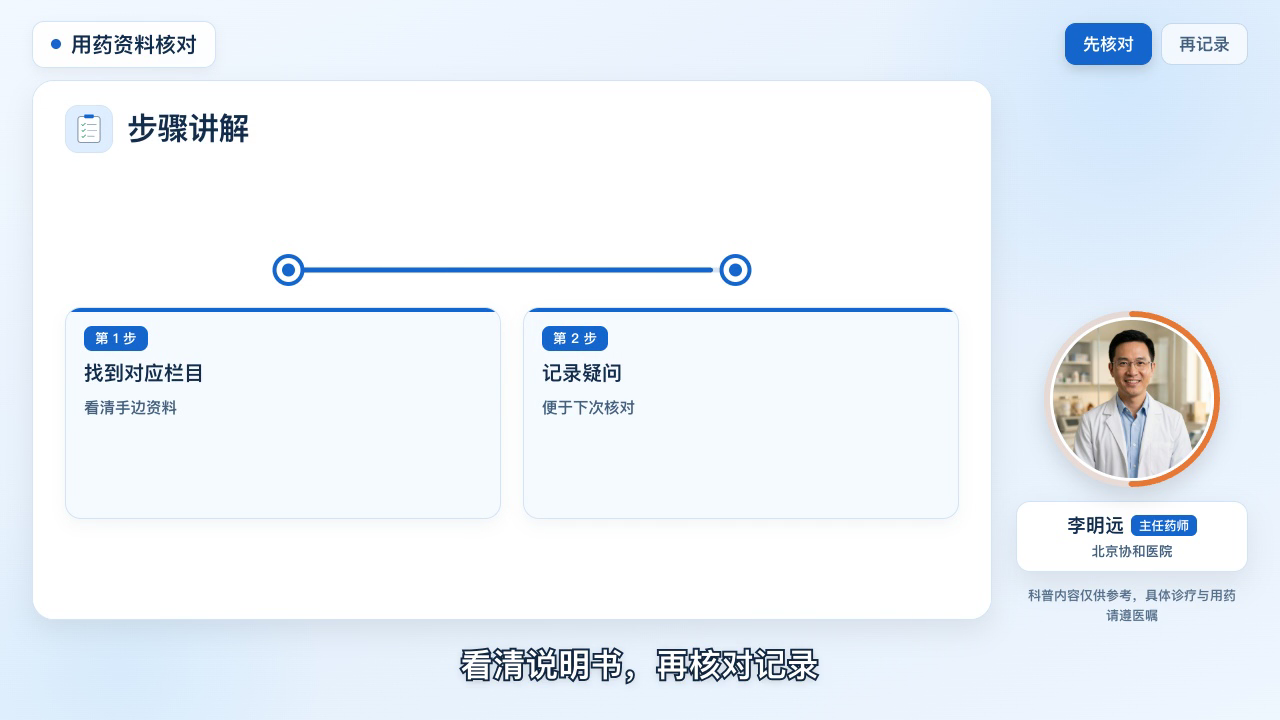 用药资料核对
先核对
再记录
步骤讲解
第 1 步
找到对应栏目
看清手边资料
第 2 步
记录疑问
便于下次核对
李明远 主任药师
北京协和医院
科普内容仅供参考，具体诊疗与用药
请遵医嘱
看清说明书，再核对记录